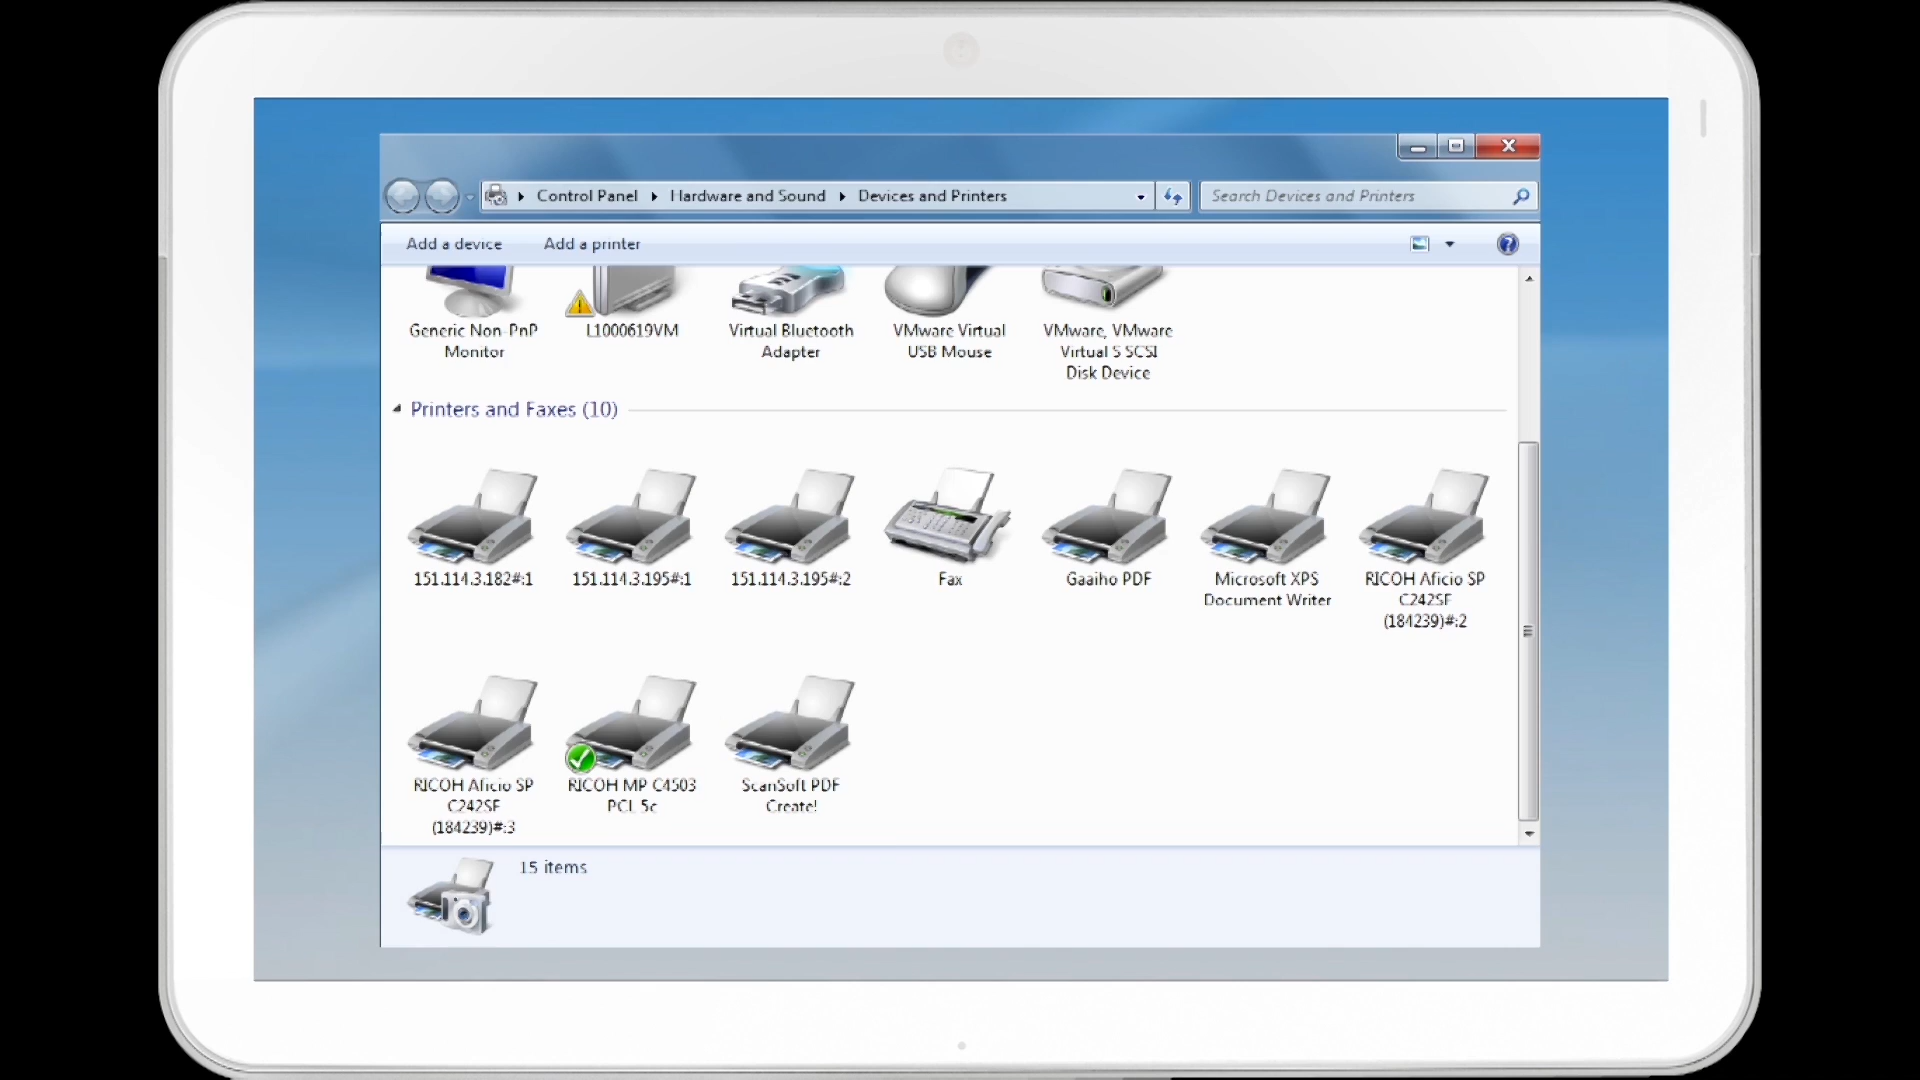 Control Panel
Hardware and Sound
Devices and Printers
Search Devices and Printers
Add a device
Add a printer
Generic Non-PnP
Monitor
L1000619VM
Virtual Bluetooth
Adapter
VMware Virtual
USB Mouse
VMware, VMware
Virtual S SCSI
Disk Device
Printers and Faxes (10)
151.114.3.182#:1
151.114.3.195#:1
151.114.3.195#:2
Fax
Gaaiho PDF
Microsoft XPS
Document Writer
RICOH Aficio SP
C242SF
(184239)#:2
RICOH Aficio SP
C242SF
(184239)#:3
RICOH MP C4503
PCL 5c
ScanSoft PDF
Create!
15 items